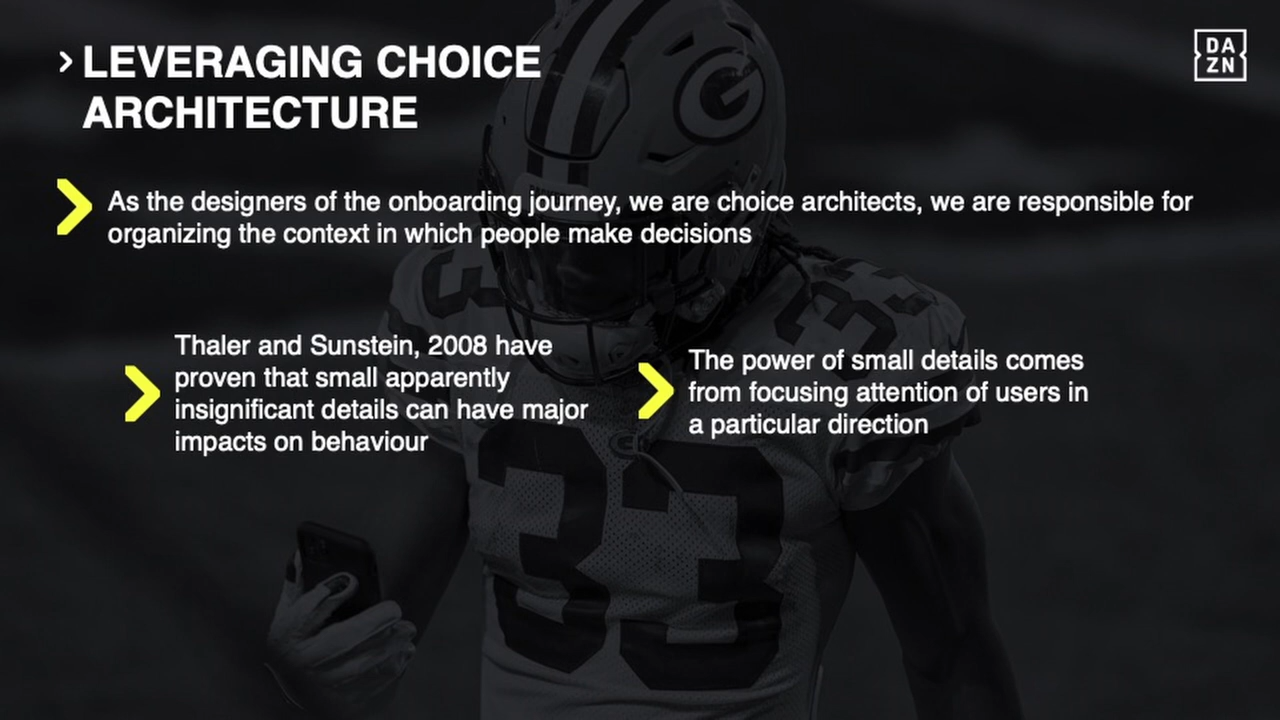 LEVERAGING CHOICE
ARCHITECTURE
DA
ZN
As the designers of the onboarding journey, we are choice architects, we are responsible for
organizing the context in which people make decisions
Thaler and Sunstein, 2008 have
proven that small apparently
insignificant details can have major
impacts on behaviour
The power of small details comes
from focusing attention of users in
a particular direction
G
33
33
33